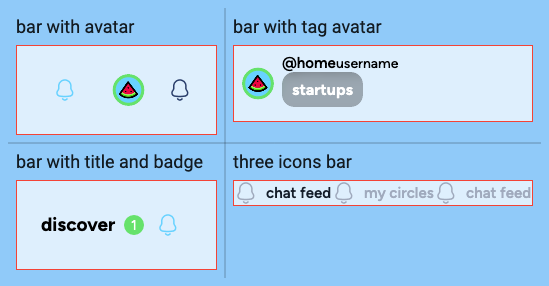 bar with avatar
bar with tag avatar
@homeusername
startups
bar with title and badge
discover 1
three icons bar
chat feed my circles chat feed